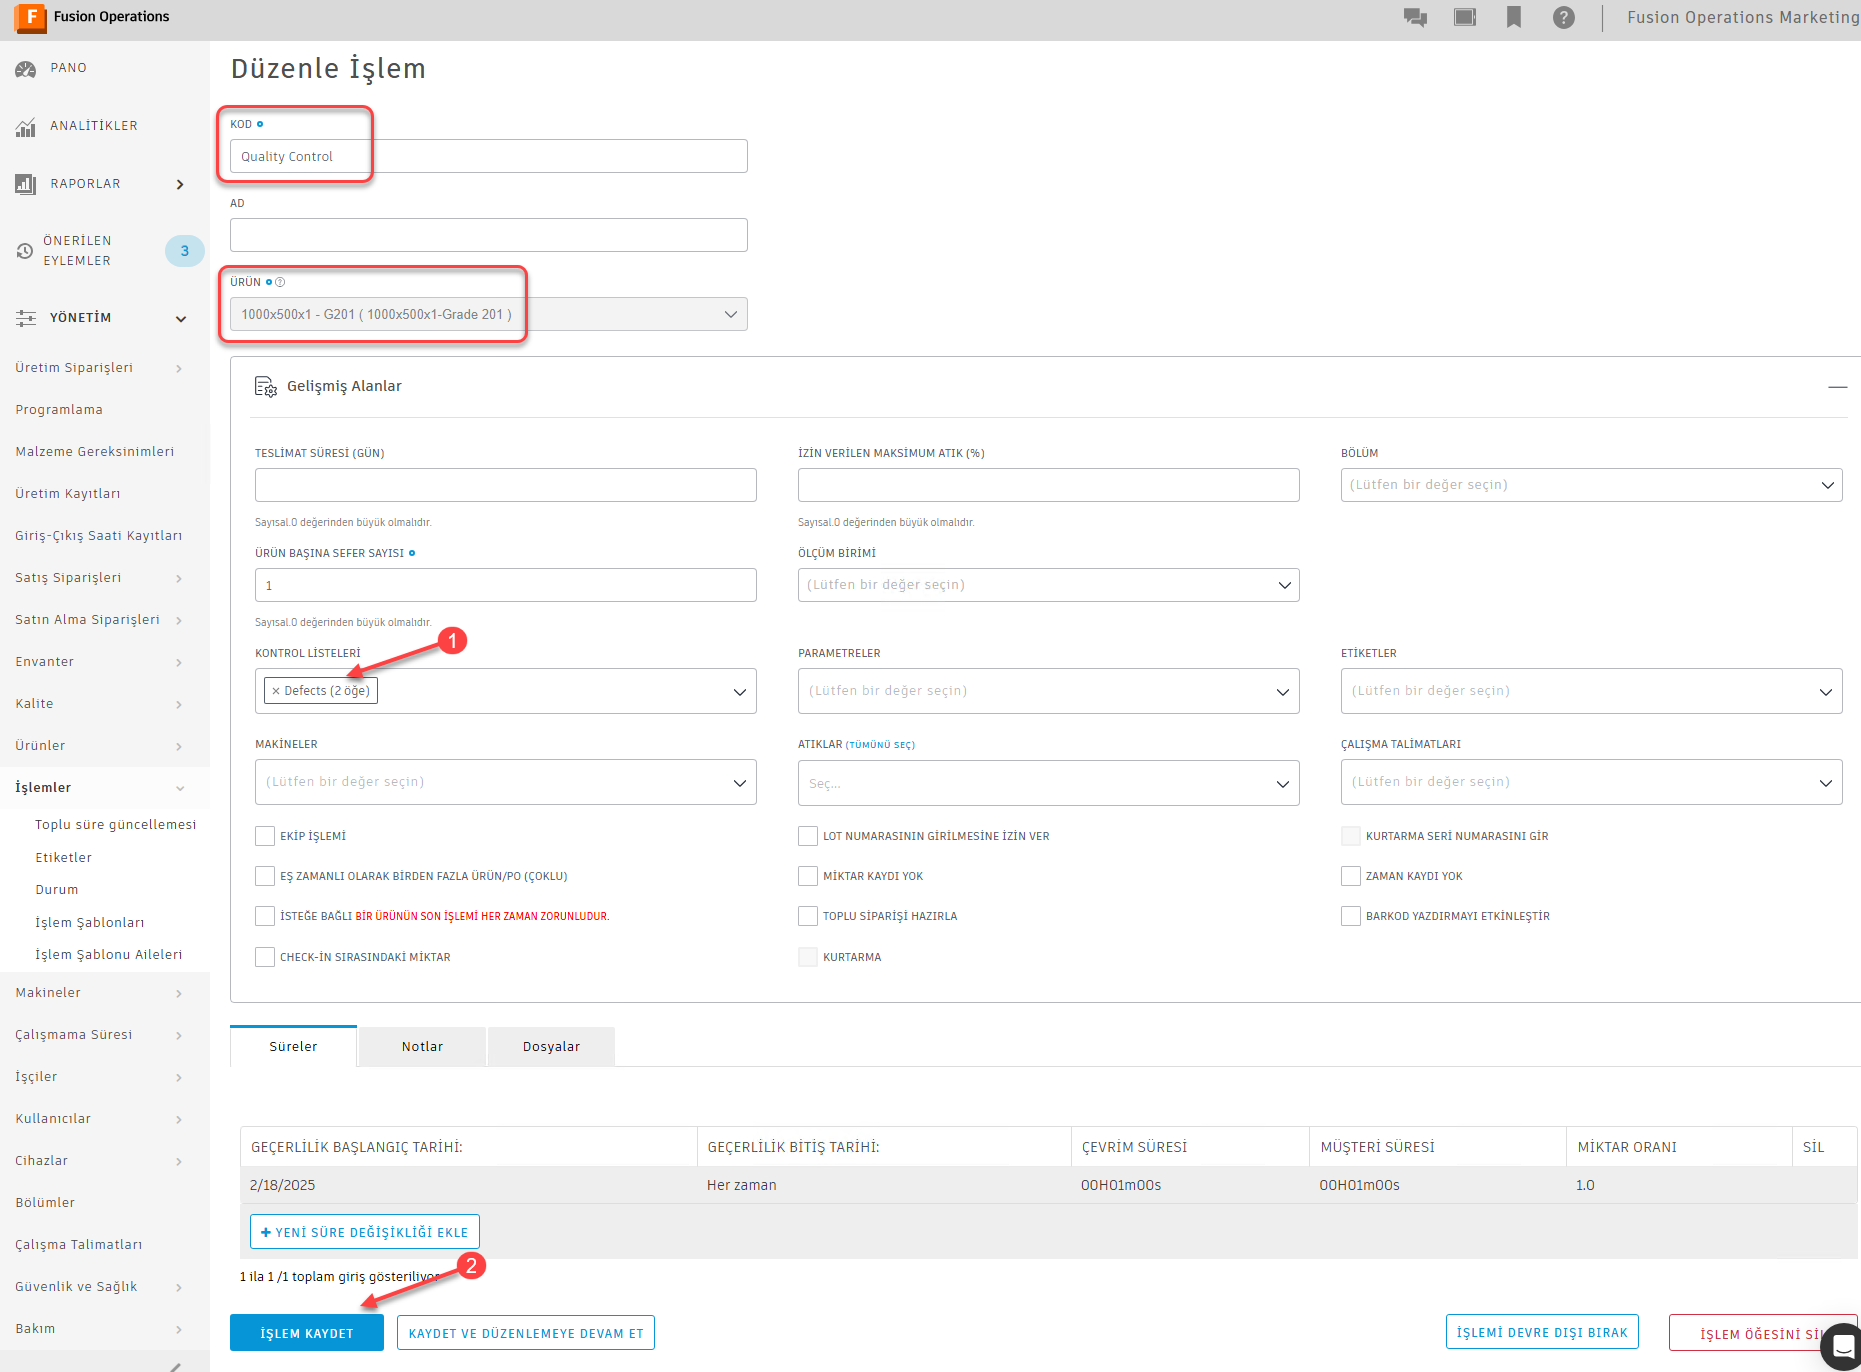 Fusion Operations
Fusion Operations Marketing
PANO
ANALİTİKLER
RAPORLAR
ÖNERİLEN
EYLEMLER
3
YÖNETİM
Üretim Siparişleri
Programlama
Malzeme Gereksinimleri
Üretim Kayıtları
Giriş-Çıkış Saati Kayıtları
Satış Siparişleri
Satın Alma Siparişleri
Envanter
Kalite
Ürünler
İşlemler
Toplu süre güncellemesi
Etiketler
Durum
İşlem Şablonları
İşlem Şablonu Aileleri
Makineler
Çalışmama Süresi
İşçiler
Kullanıcılar
Cihazlar
Bölümler
Çalışma Talimatları
Güvenlik ve Sağlık
Bakım
Düzenle İşlem
KOD
Quality Control
AD
ÜRÜN
1000x500x1 - G201 ( 1000x500x1-Grade 201 )
Gelişmiş Alanlar
TESLİMAT SÜRESİ (GÜN)
İZİN VERİLEN MAKSİMUM ATIK (%)
BÖLÜM
(Lütfen bir değer seçin)
Sayısal.0 değerinden büyük olmalıdır.
Sayısal.0 değerinden büyük olmalıdır.
ÜRÜN BAŞINA SEFER SAYISI
ÖLÇÜM BİRİMİ
1
(Lütfen bir değer seçin)
Sayısal.0 değerinden büyük olmalıdır.
1
KONTROL LİSTELERİ
PARAMETRELER
ETİKETLER
× Defects (2 öğe)
(Lütfen bir değer seçin)
(Lütfen bir değer seçin)
MAKİNELER
ATIKLAR (TÜMÜNÜ SEÇ)
ÇALIŞMA TALİMATLARI
(Lütfen bir değer seçin)
Seç...
(Lütfen bir değer seçin)
EKİP İŞLEMİ
LOT NUMARASININ GİRİLMESİNE İZİN VER
KURTARMA SERİ NUMARASINI GİR
EŞ ZAMANLI OLARAK BİRDEN FAZLA ÜRÜN/PO (ÇOKLU)
MİKTAR KAYDI YOK
ZAMAN KAYDI YOK
İSTEĞE BAĞLI BİR ÜRÜNÜN SON İŞLEMİ HER ZAMAN ZORUNLUDUR.
TOPLU SİPARİŞİ HAZIRLA
BARKOD YAZDIRMAYI ETKİNLEŞTİR
CHECK-İN SIRASINDAKİ MİKTAR
KURTARMA
Süreler
Notlar
Dosyalar
GEÇERLİLİK BAŞLANGIÇ TARİHİ:
GEÇERLİLİK BİTİŞ TARİHİ:
ÇEVRİM SÜRESİ
MÜŞTERİ SÜRESİ
MİKTAR ORANI
SİL
2/18/2025
Her zaman
00H01m00s
00H01m00s
1.0
+ YENİ SÜRE DEĞİŞİKLİĞİ EKLE
2
1 ila 1 /1 toplam giriş gösteriliyor
İŞLEM KAYDET
KAYDET VE DÜZENLEMEYE DEVAM ET
İŞLEMİ DEVRE DIŞI BIRAK
İŞLEM ÖĞESİNİ SİL